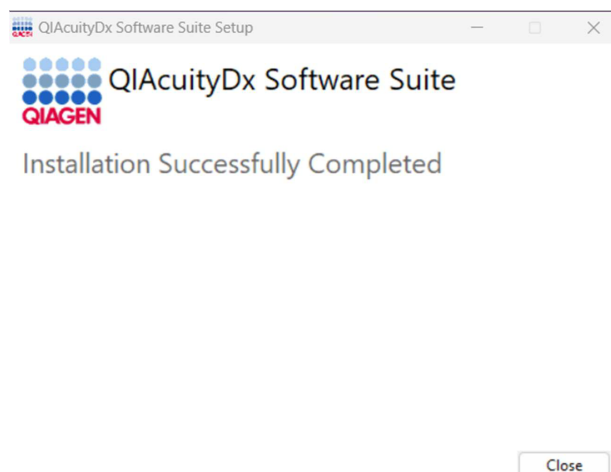 QIAcuityDx Software Suite Setup
QIAGEN
QIAcuityDx Software Suite
Installation Successfully Completed
Close